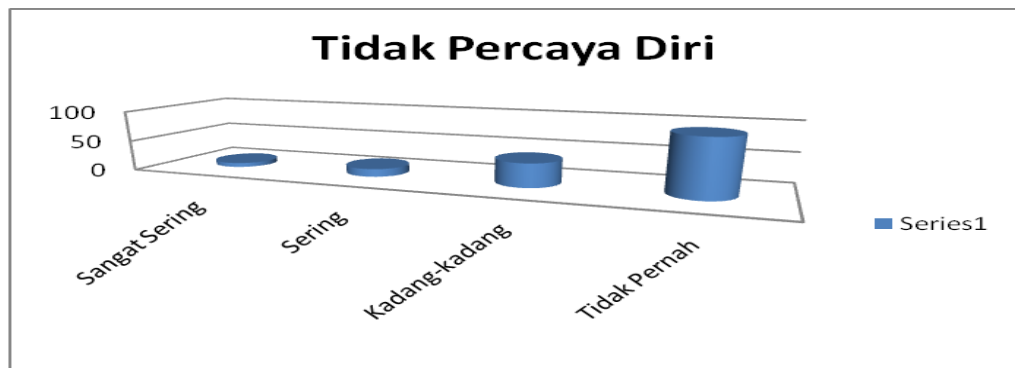 Tidak Percaya Diri
100
50
0
Sangat Sering
Sering
Kadang-kadang
Tidak Pernah
Series1